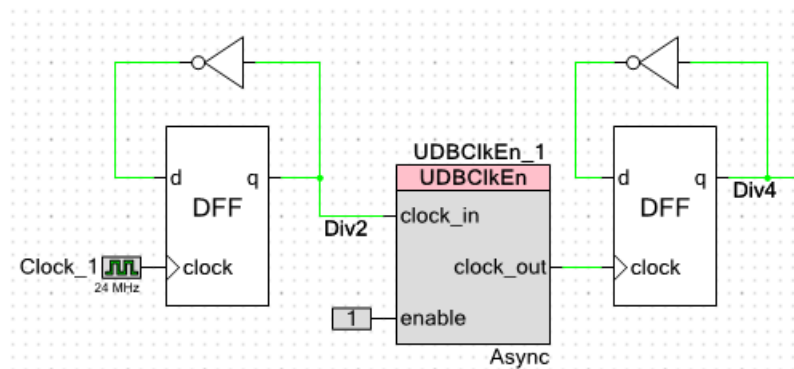 d
q
DFF
clock
Clock_1
24 MHz
Div2
UDBClkEn_1
UDBClkEn
clock_in
clock_out
1
enable
Async
d
q
DFF
clock
Div4